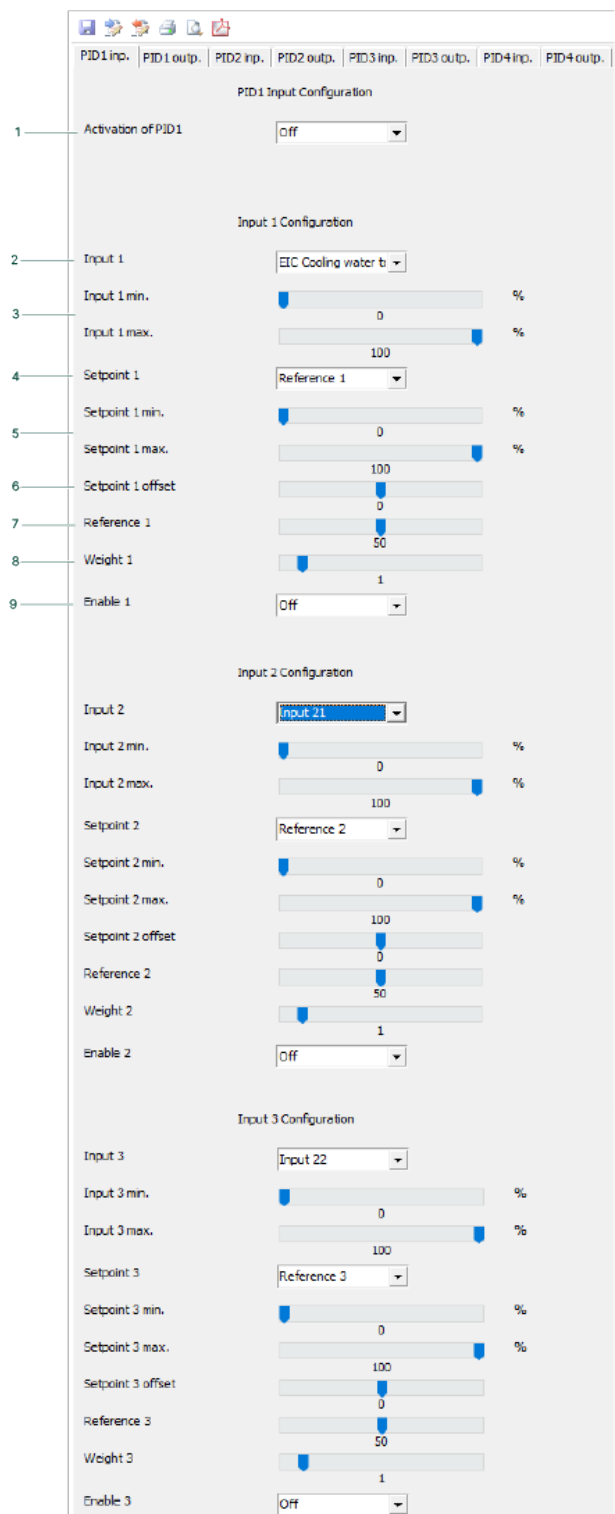 PID1 inp. PID1 outp. PID2 inp. PID2 outp. PID3 inp. PID3 outp. PID4 inp. PID4 outp.
PID1 Input Configuration
1 Activation of PID1 Off
Input 1 Configuration
2 Input 1 EIC Cooling water t
Input 1 min. %
0
3
Input 1 max. %
100
4 Setpoint 1 Reference 1
Setpoint 1 min. %
0
5
Setpoint 1 max. %
100
6 Setpoint 1 offset
0
7 Reference 1
50
8 Weight 1
1
9 Enable 1 Off
Input 2 Configuration
Input 2 Input 21
Input 2 min. %
0
Input 2 max. %
100
Setpoint 2 Reference 2
Setpoint 2 min. %
0
Setpoint 2 max. %
100
Setpoint 2 offset
0
Reference 2
50
Weight 2
1
Enable 2 Off
Input 3 Configuration
Input 3 Input 22
Input 3 min. %
0
Input 3 max. %
100
Setpoint 3 Reference 3
Setpoint 3 min. %
0
Setpoint 3 max. %
100
Setpoint 3 offset
0
Reference 3
50
Weight 3
1
Enable 3 Off